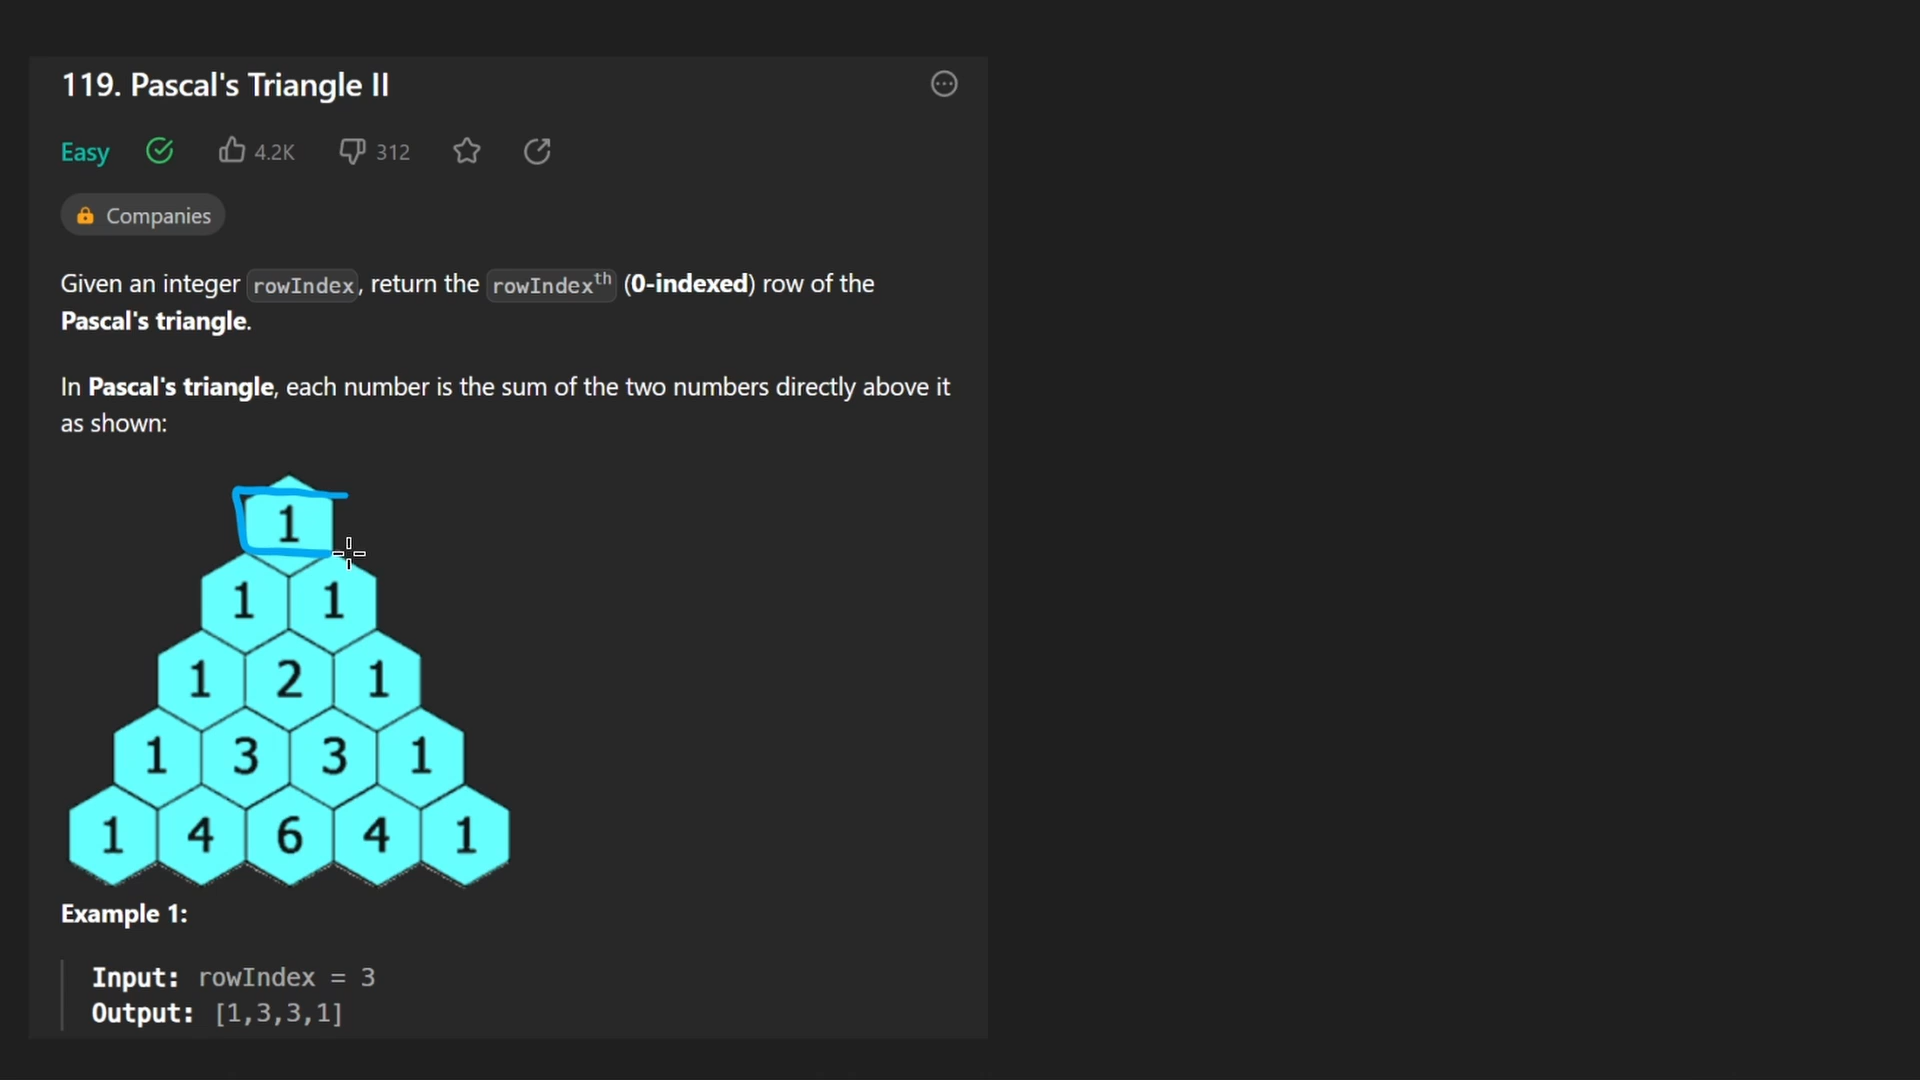 119. Pascal's Triangle II
Easy 4.2K 312
Companies
Given an integer rowIndex, return the rowIndexth (0-indexed) row of the
Pascal's triangle.
In Pascal's triangle, each number is the sum of the two numbers directly above it
as shown:
1
1 1
1 2 1
1 3 3 1
1 4 6 4 1
Example 1:
Input: rowIndex = 3
Output: [1,3,3,1]